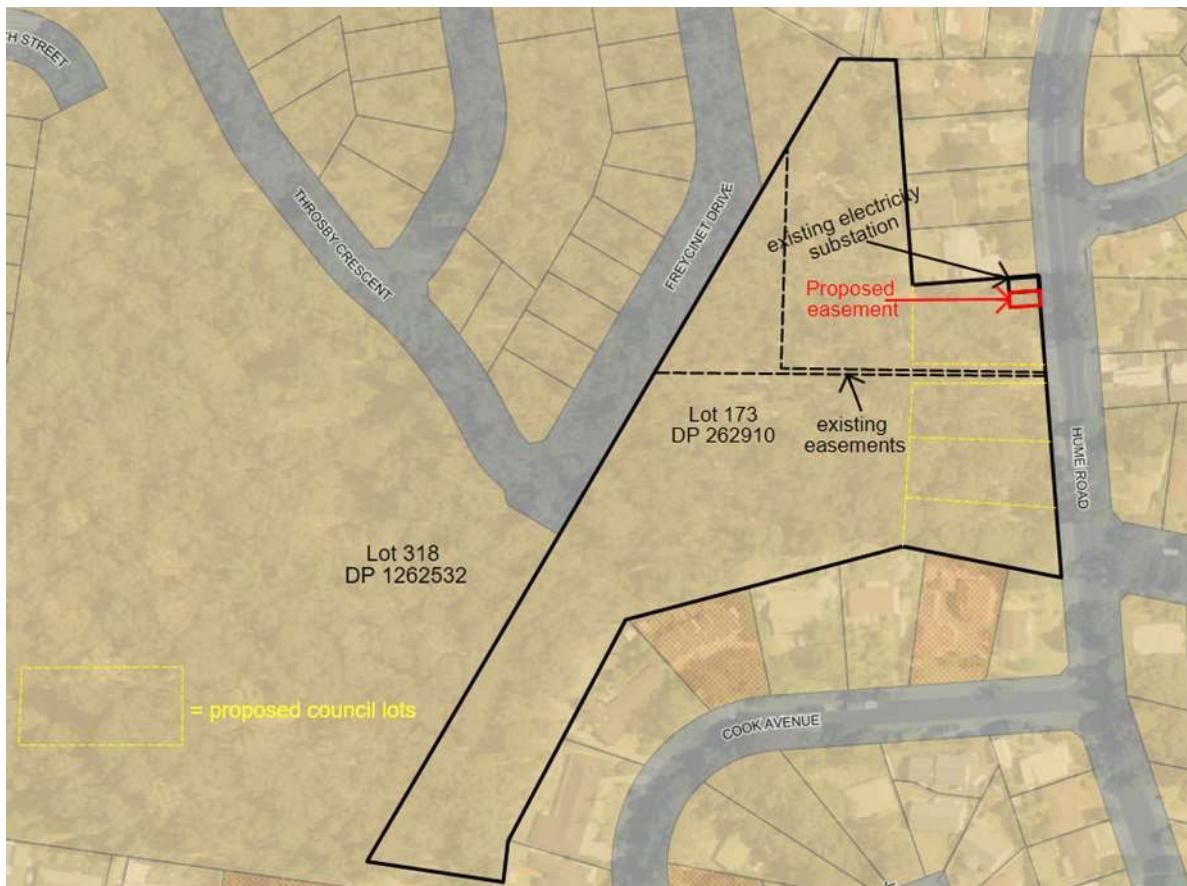 CH STREET
THROSBY CRESCENT
FREYCINET DRIVE
existing electricity
substation
Proposed
easement
Lot 173
DP 262910
existing
easements
HUME ROAD
Lot 318
DP 1262532
= proposed council lots
COOK AVENUE